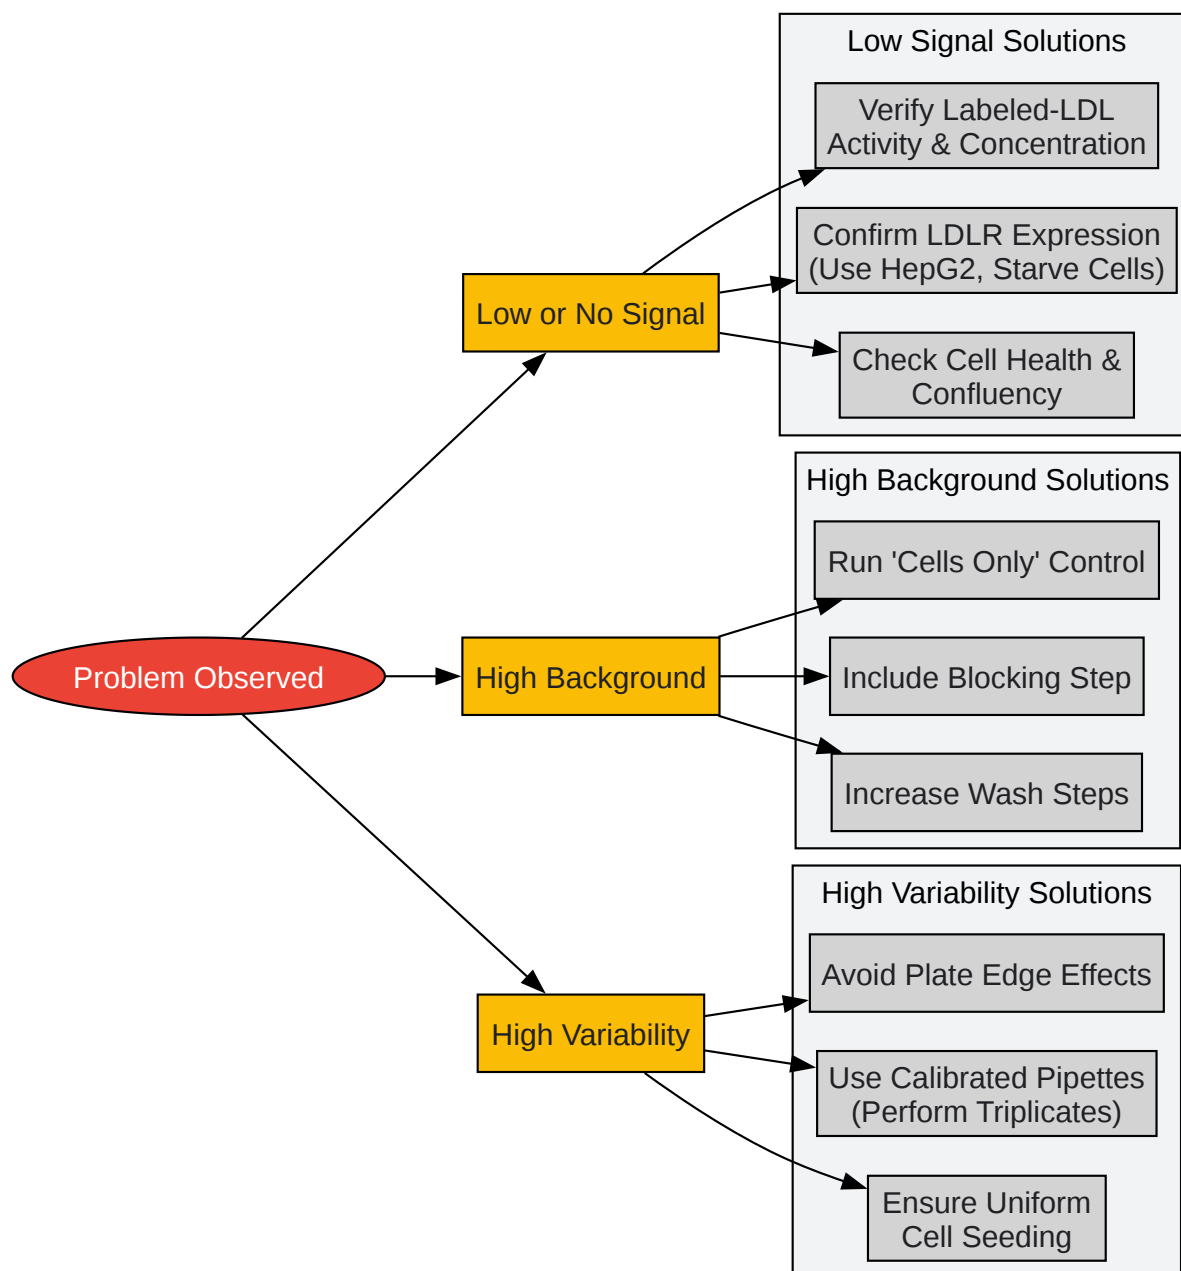 Low Signal Solutions
Verify Labeled-LDL
Activity & Concentration
Confirm LDLR Expression
(Use HepG2, Starve Cells)
Low or No Signal
Check Cell Health &
Confluency
High Background Solutions
Run 'Cells Only' Control
Problem Observed
High Background
Include Blocking Step
Increase Wash Steps
High Variability Solutions
Avoid Plate Edge Effects
High Variability
Use Calibrated Pipettes
(Perform Triplicates)
Ensure Uniform
Cell Seeding